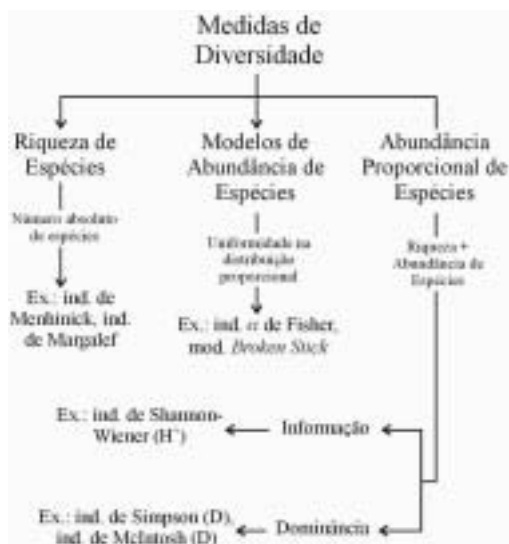 Medidas de
Diversidade
Riqueza de
Espécies
Modelos de
Abundância de
Espécies
Abundância
Proporcional de
Espécies
Número absoluto
de espécies
Uniformidade na
distribuição
proporcional
Riqueza +
Abundância de
Espécies
Ex.: ind. de
Menhinick, ind.
de Margalef
Ex.: ind. α de Fisher,
mod. Broken Stick
Ex.: ind. de Shannon-
Wiener (H')
Informação
Ex.: ind. de Simpson (D),
ind. de McIntosh (D)
Dominância